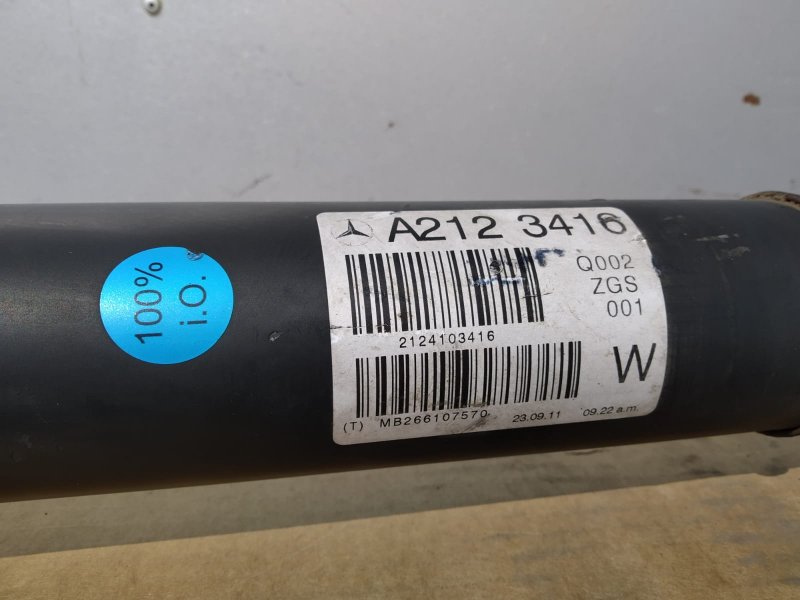 100%
i.O.
A212 3416
Q002
ZGS
001
2124103416
W
(T) MB266107570 23.09.11 09.22 a.m.